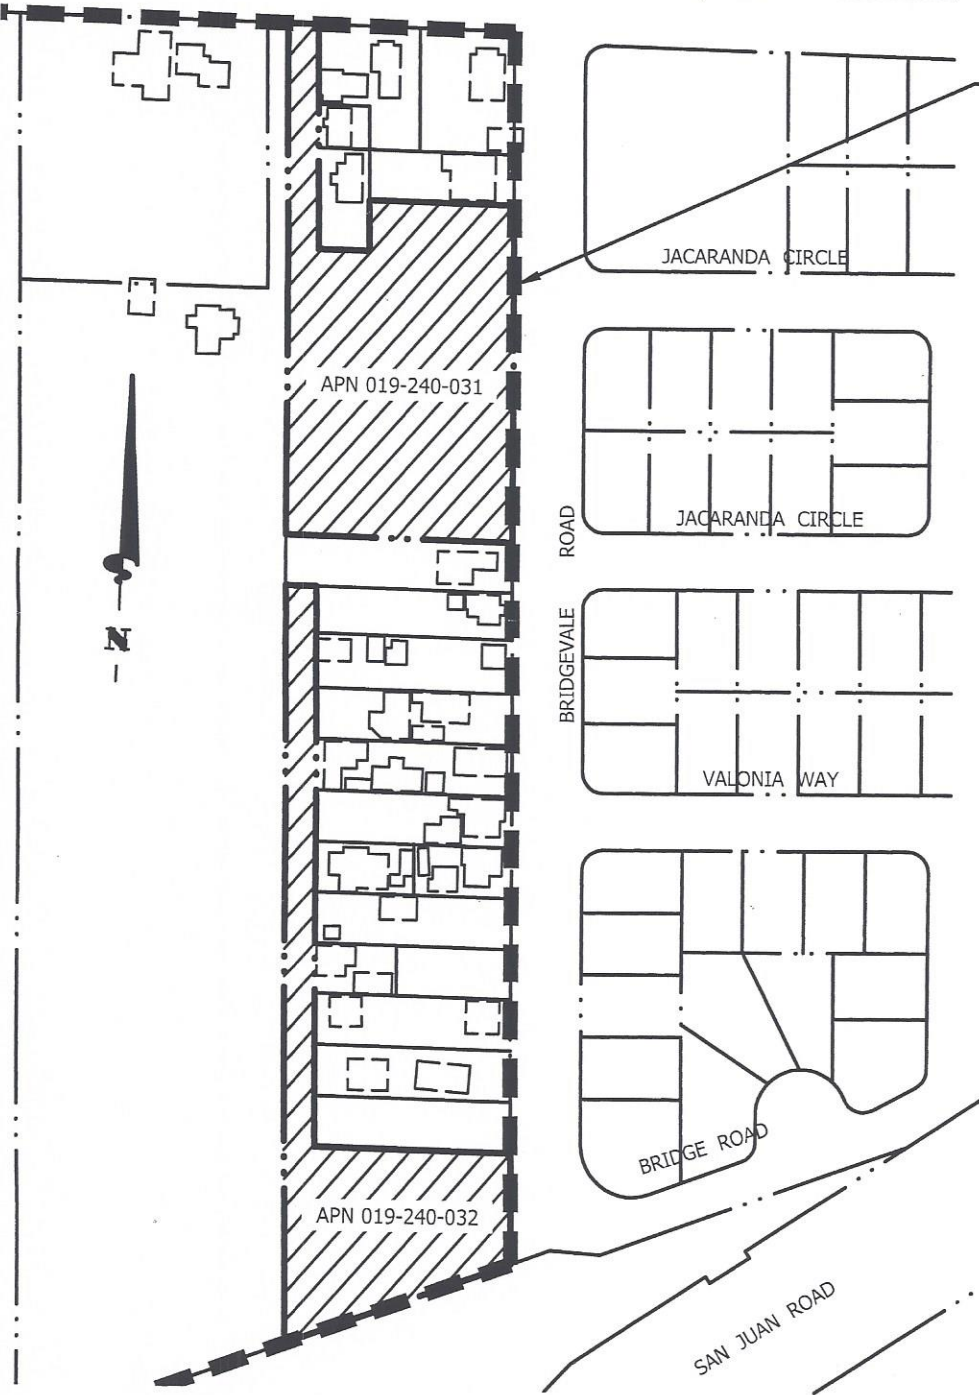 JACARANDA CIRCLE
APN 019-240-031
JACARANDA CIRCLE
BRIDGEVALE ROAD
N
VALONIA WAY
BRIDGE ROAD
APN 019-240-032
SAN JUAN ROAD